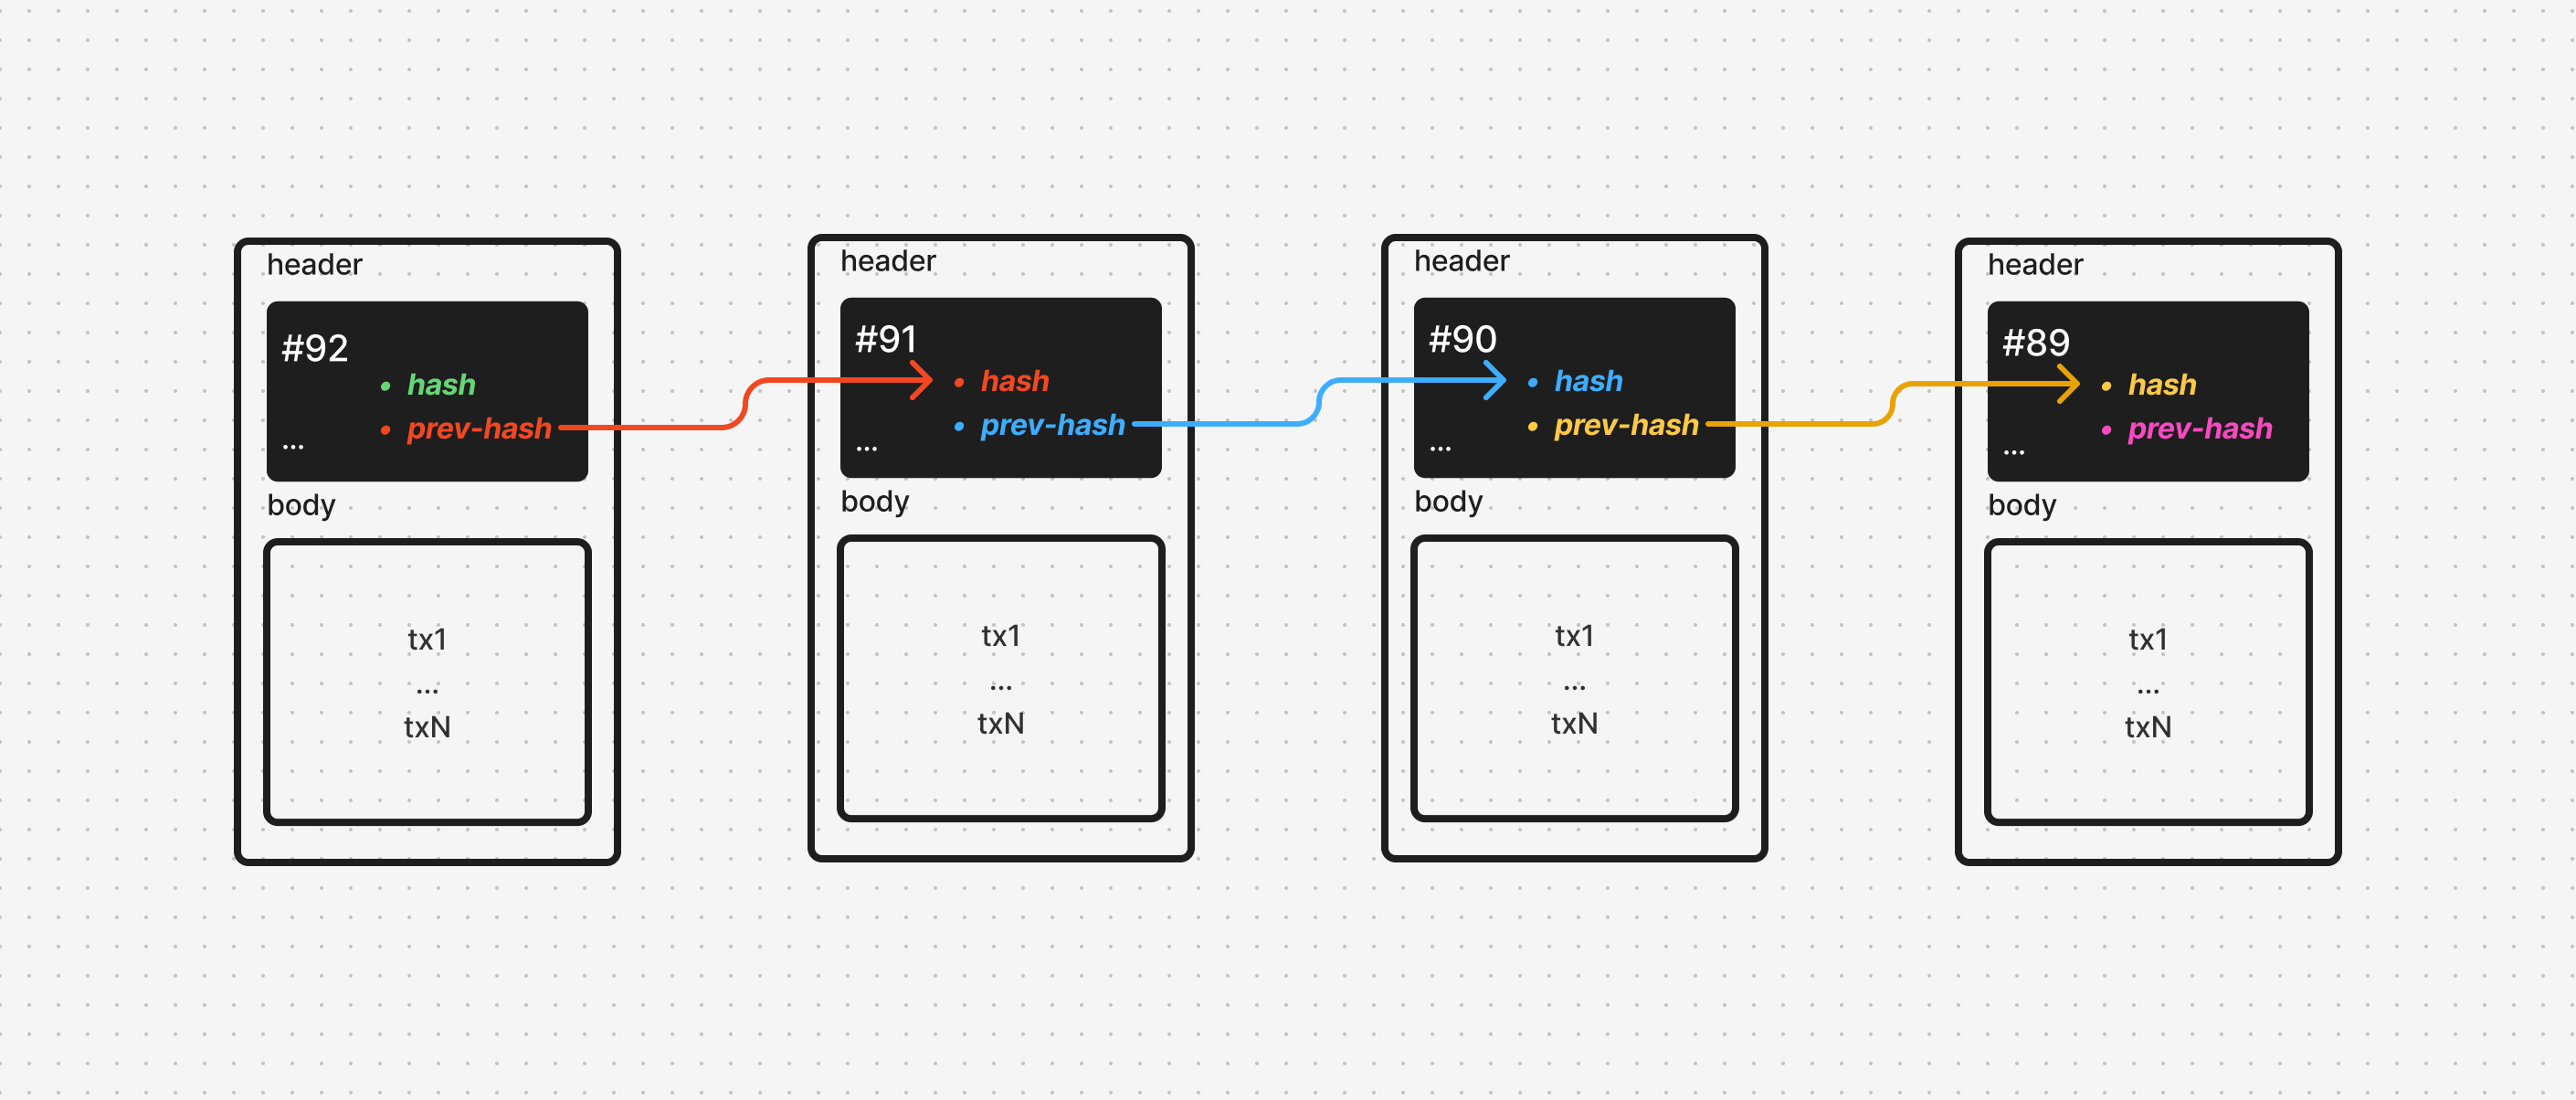 header
#92
• hash
• prev-hash
...
body
tx1
...
txN
header
#91
• hash
• prev-hash
...
body
tx1
...
txN
header
#90
• hash
• prev-hash
...
body
tx1
...
txN
header
#89
• hash
• prev-hash
...
body
tx1
...
txN